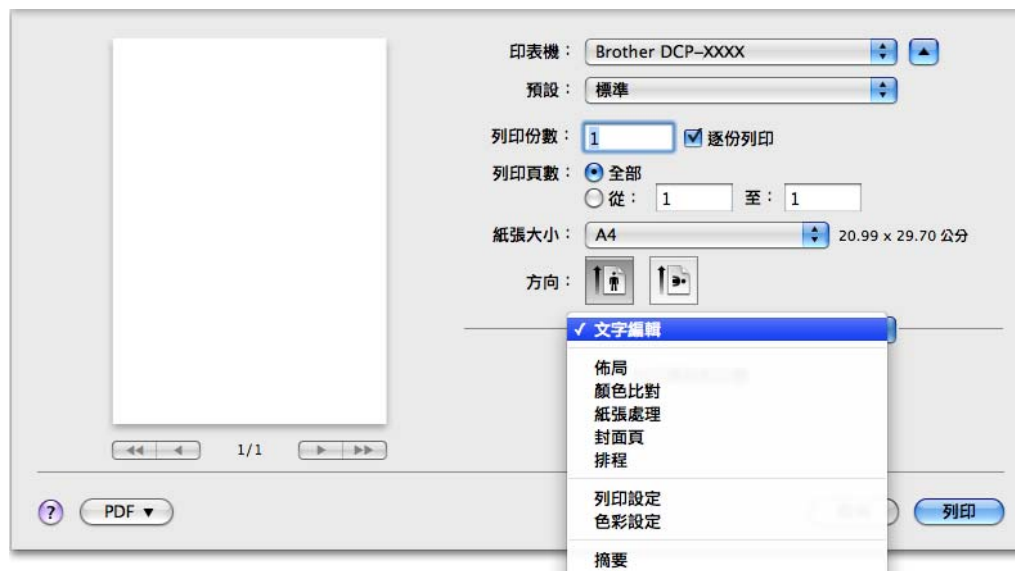 印表機： Brother DCP-XXXX
預設： 標準
列印份數： 1 逐份列印
列印頁數： 全部
從： 1 至： 1
紙張大小： A4 20.99 x 29.70 公分
方向：
✓ 文字編輯
佈局
顏色比對
紙張處理
封面頁
排程
列印設定
色彩設定
摘要
1/1
? PDF ▼ 列印